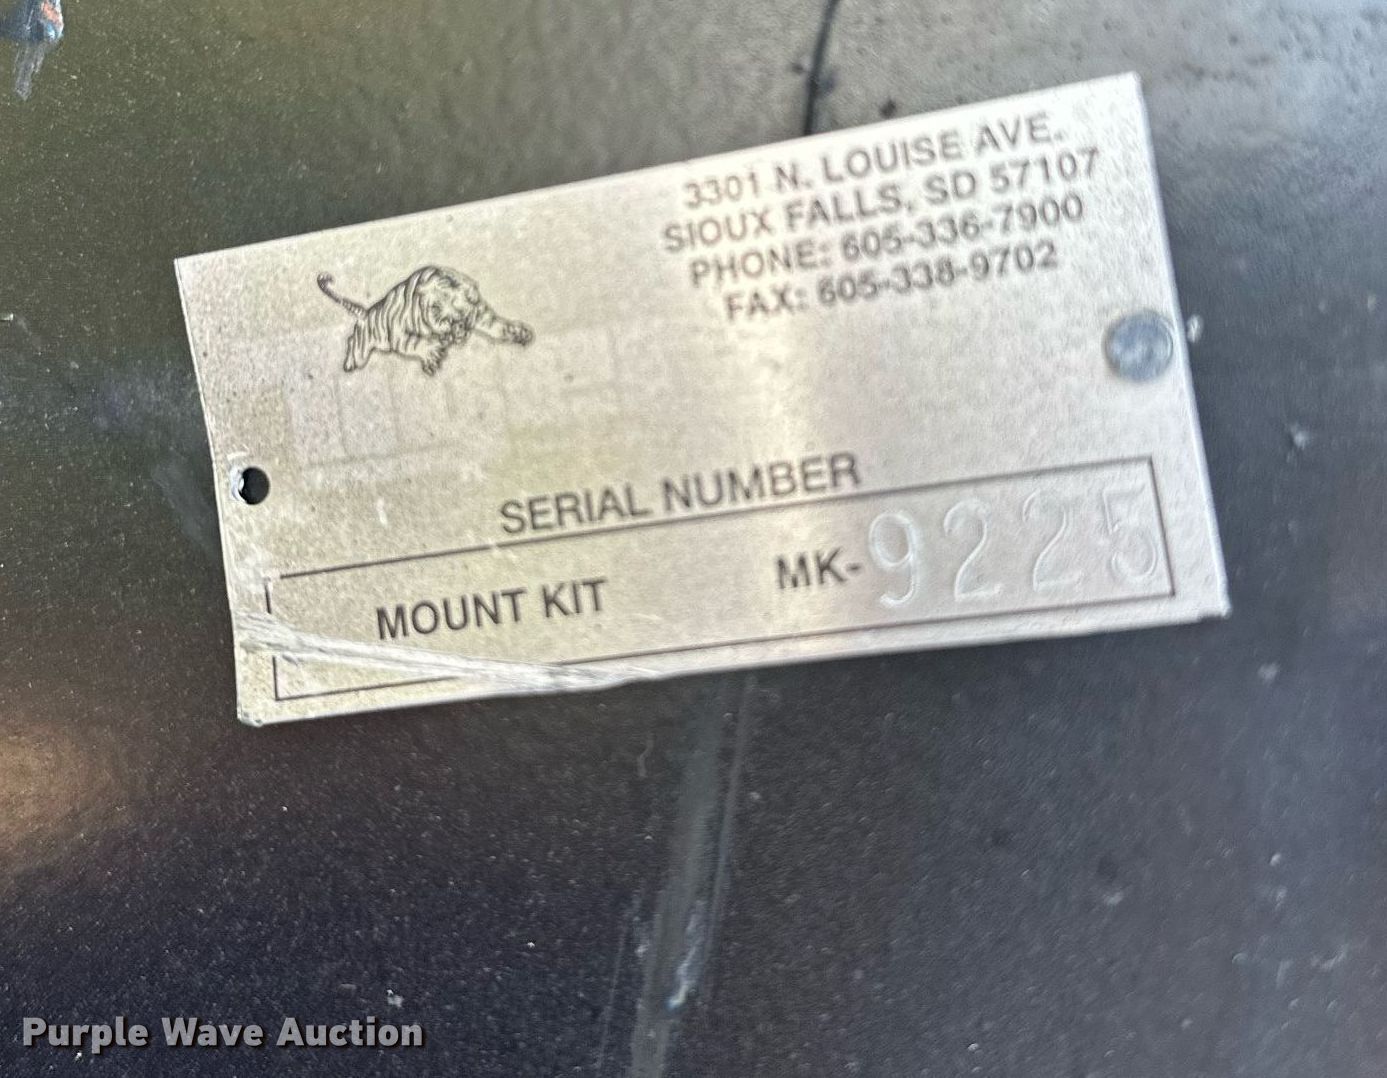 3301 N. LOUISE AVE.
SIOUX FALLS, SD 57107
PHONE: 605-336-7900
FAX: 605-338-9702
SERIAL NUMBER
MOUNT KIT MK-9225
Purple Wave Auction